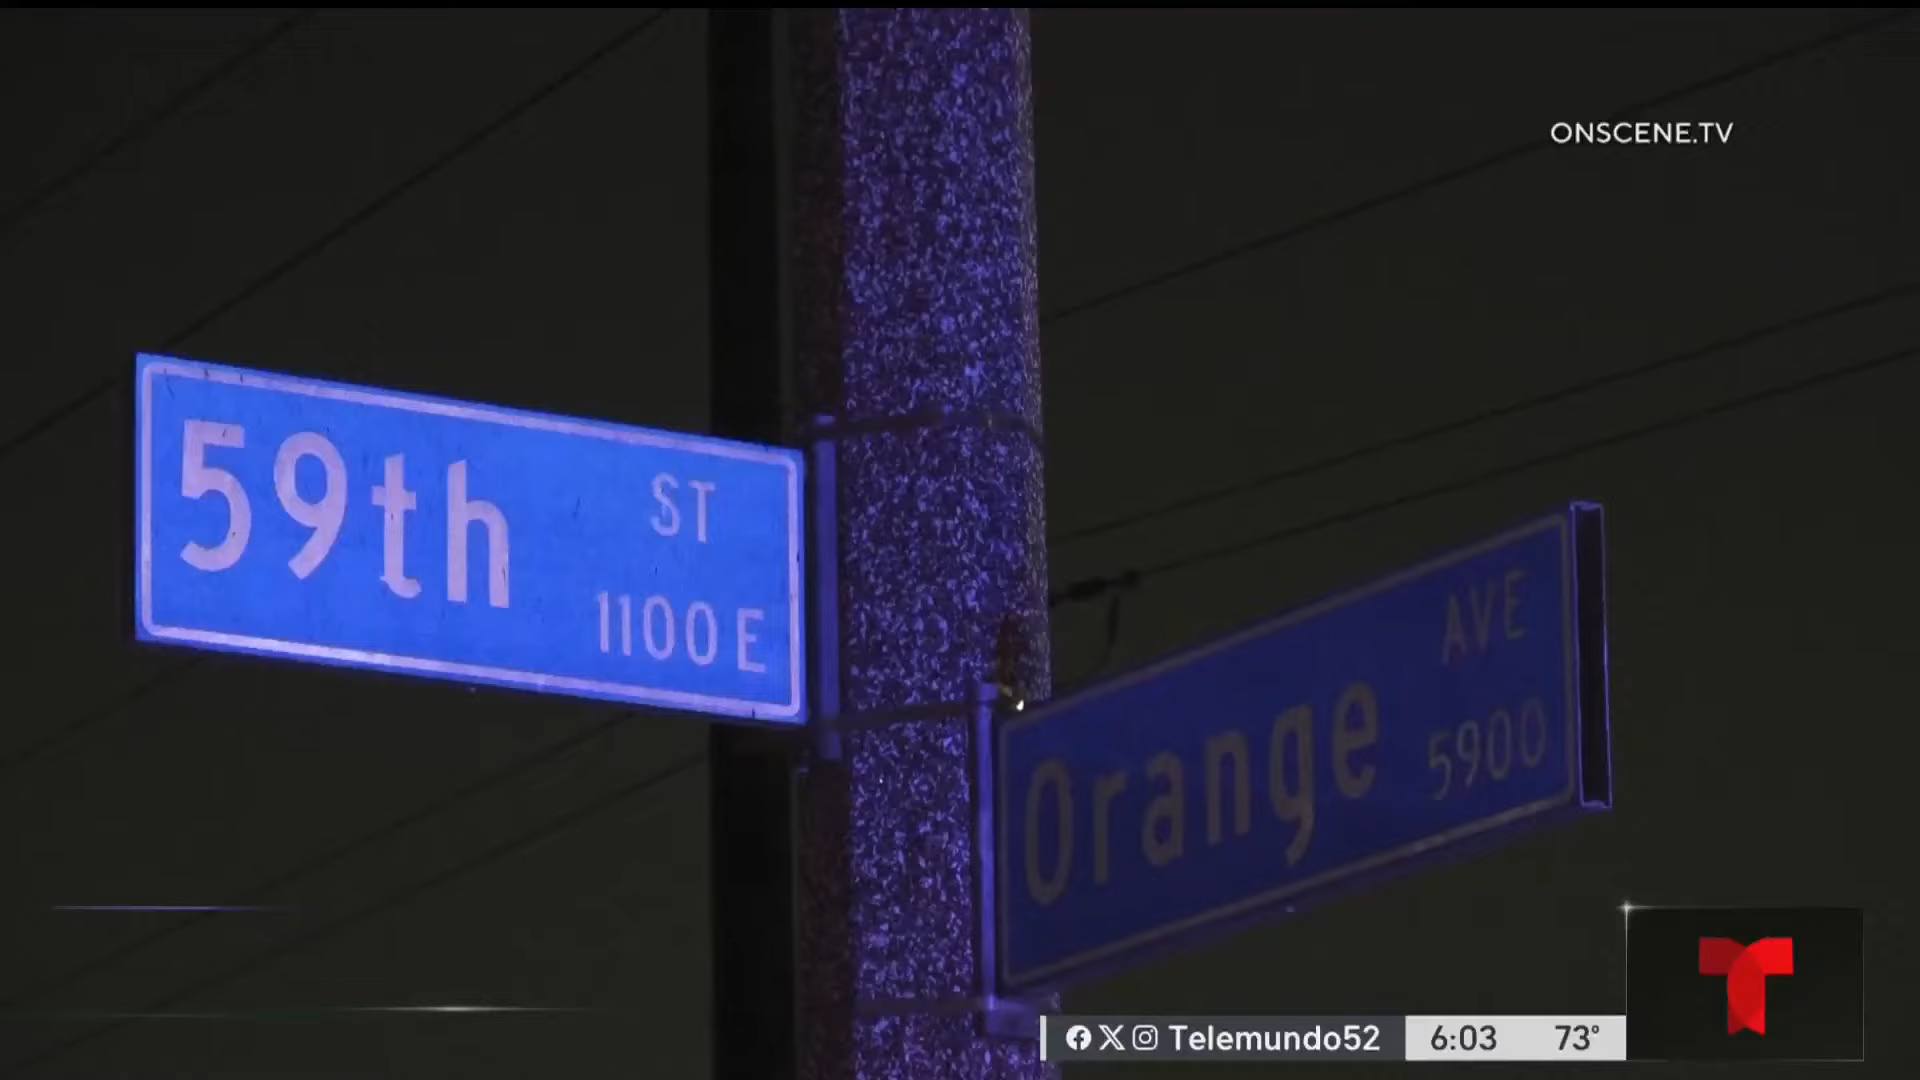 ONSCENE.TV
59th ST
1100 E
Orange AVE
5900
Telemundo52 6:03 73°